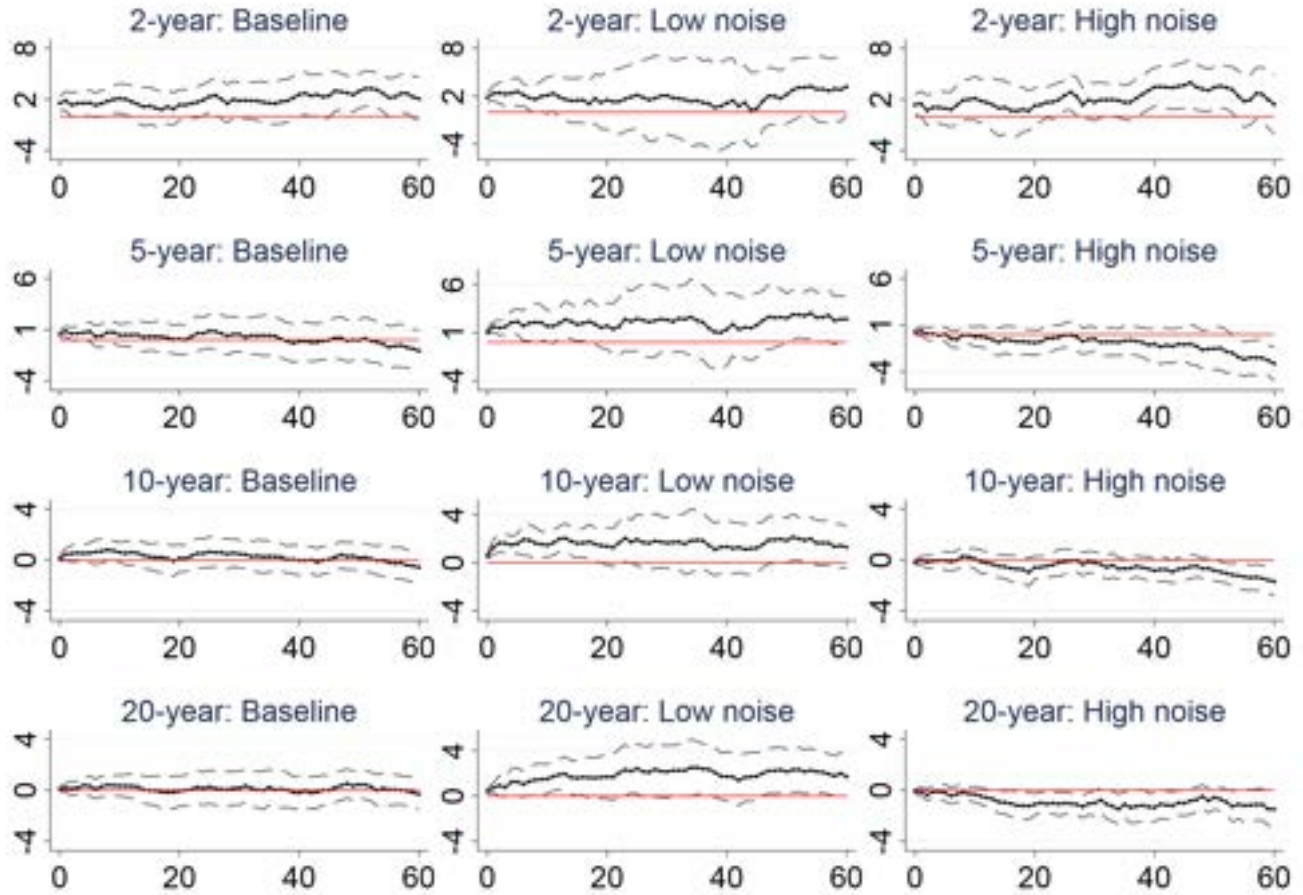 2-year: Baseline
8
2
-4
0 20 40 60
2-year: Low noise
8
2
-4
0 20 40 60
2-year: High noise
8
2
-4
0 20 40 60
5-year: Baseline
6
1
-4
0 20 40 60
5-year: Low noise
6
1
-4
0 20 40 60
5-year: High noise
6
1
-4
0 20 40 60
10-year: Baseline
4
0
-4
0 20 40 60
10-year: Low noise
4
0
-4
0 20 40 60
10-year: High noise
4
0
-4
0 20 40 60
20-year: Baseline
4
0
-4
0 20 40 60
20-year: Low noise
4
0
-4
0 20 40 60
20-year: High noise
4
0
-4
0 20 40 60